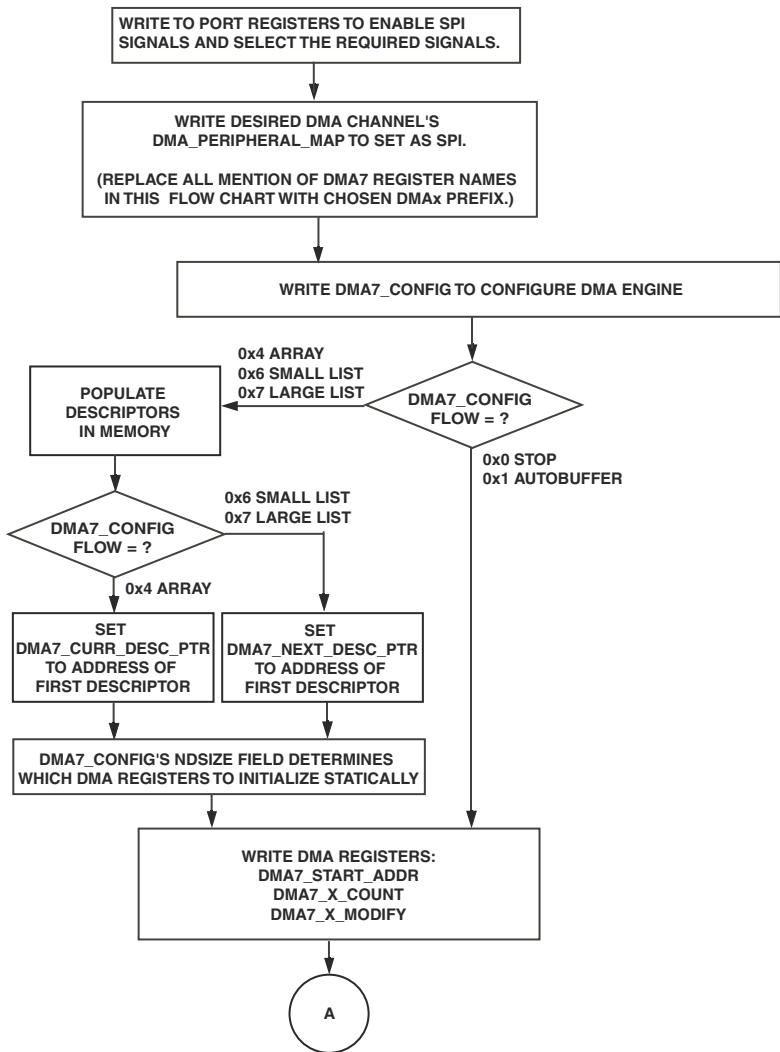 WRITE TO PORT REGISTERS TO ENABLE SPI
SIGNALS AND SELECT THE REQUIRED SIGNALS.
WRITE DESIRED DMA CHANNEL'S
DMA_PERIPHERAL_MAP TO SET AS SPI.
(REPLACE ALL MENTION OF DMA7 REGISTER NAMES
IN THIS FLOW CHART WITH CHOSEN DMAx PREFIX.)
WRITE DMA7_CONFIG TO CONFIGURE DMA ENGINE
DMA7_CONFIG
FLOW = ?
0x4 ARRAY
0x6 SMALL LIST
0x7 LARGE LIST
0x0 STOP
0x1 AUTOBUFFER
POPULATE
DESCRIPTORS
IN MEMORY
DMA7_CONFIG
FLOW = ?
0x6 SMALL LIST
0x7 LARGE LIST
0x4 ARRAY
SET
DMA7_CURR_DESC_PTR
TO ADDRESS OF
FIRST DESCRIPTOR
SET
DMA7_NEXT_DESC_PTR
TO ADDRESS OF
FIRST DESCRIPTOR
DMA7_CONFIG'S NDSIZE FIELD DETERMINES
WHICH DMA REGISTERS TO INITIALIZE STATICALLY
WRITE DMA REGISTERS:
DMA7_START_ADDR
DMA7_X_COUNT
DMA7_X_MODIFY
A